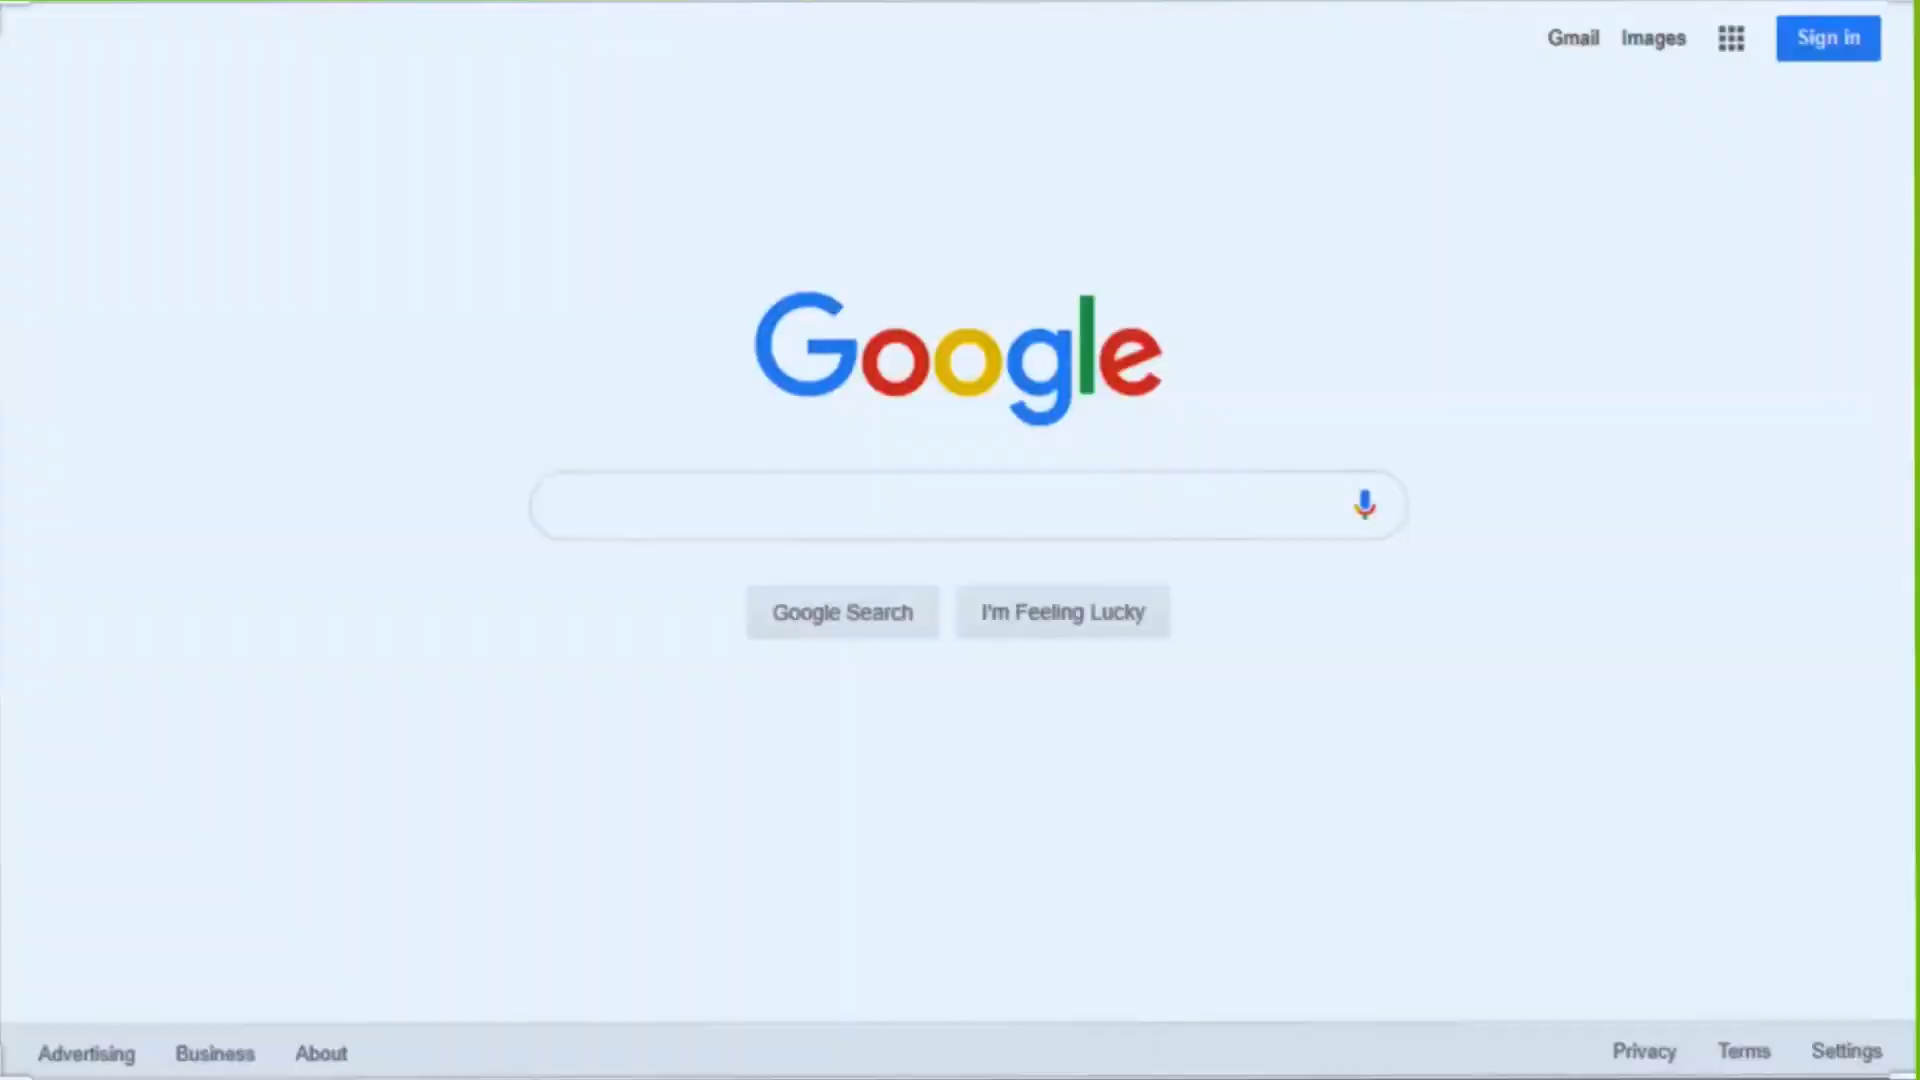 Gmail Images Sign in
Google
Google Search I'm Feeling Lucky
Advertising Business About Privacy Terms Settings